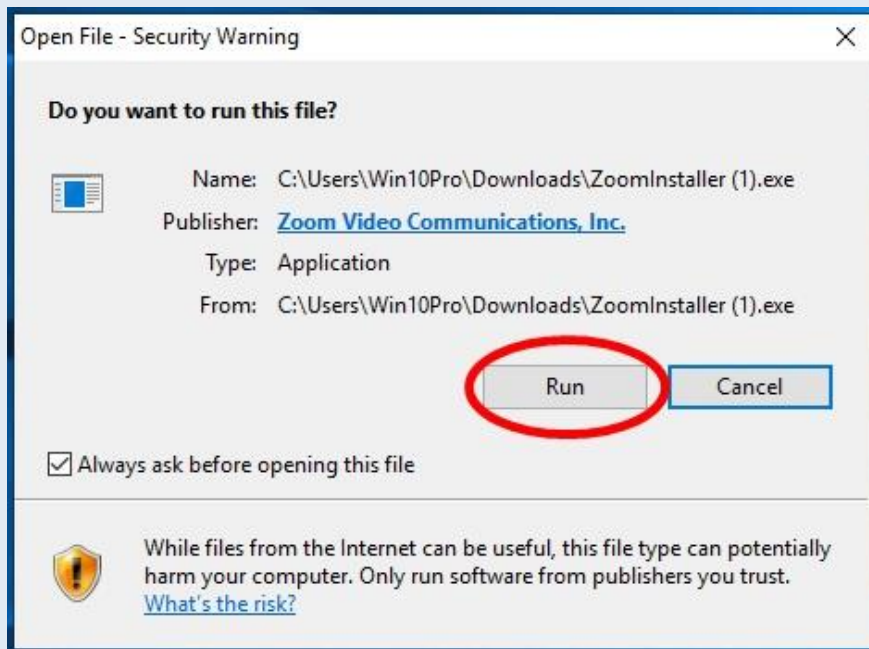 Open File - Security Warning
Do you want to run this file?
Name: C:\Users\Win10Pro\Downloads\ZoomInstaller (1).exe
Publisher: Zoom Video Communications, Inc.
Type: Application
From: C:\Users\Win10Pro\Downloads\ZoomInstaller (1).exe
Run Cancel
Always ask before opening this file
While files from the Internet can be useful, this file type can potentially
harm your computer. Only run software from publishers you trust.
What's the risk?